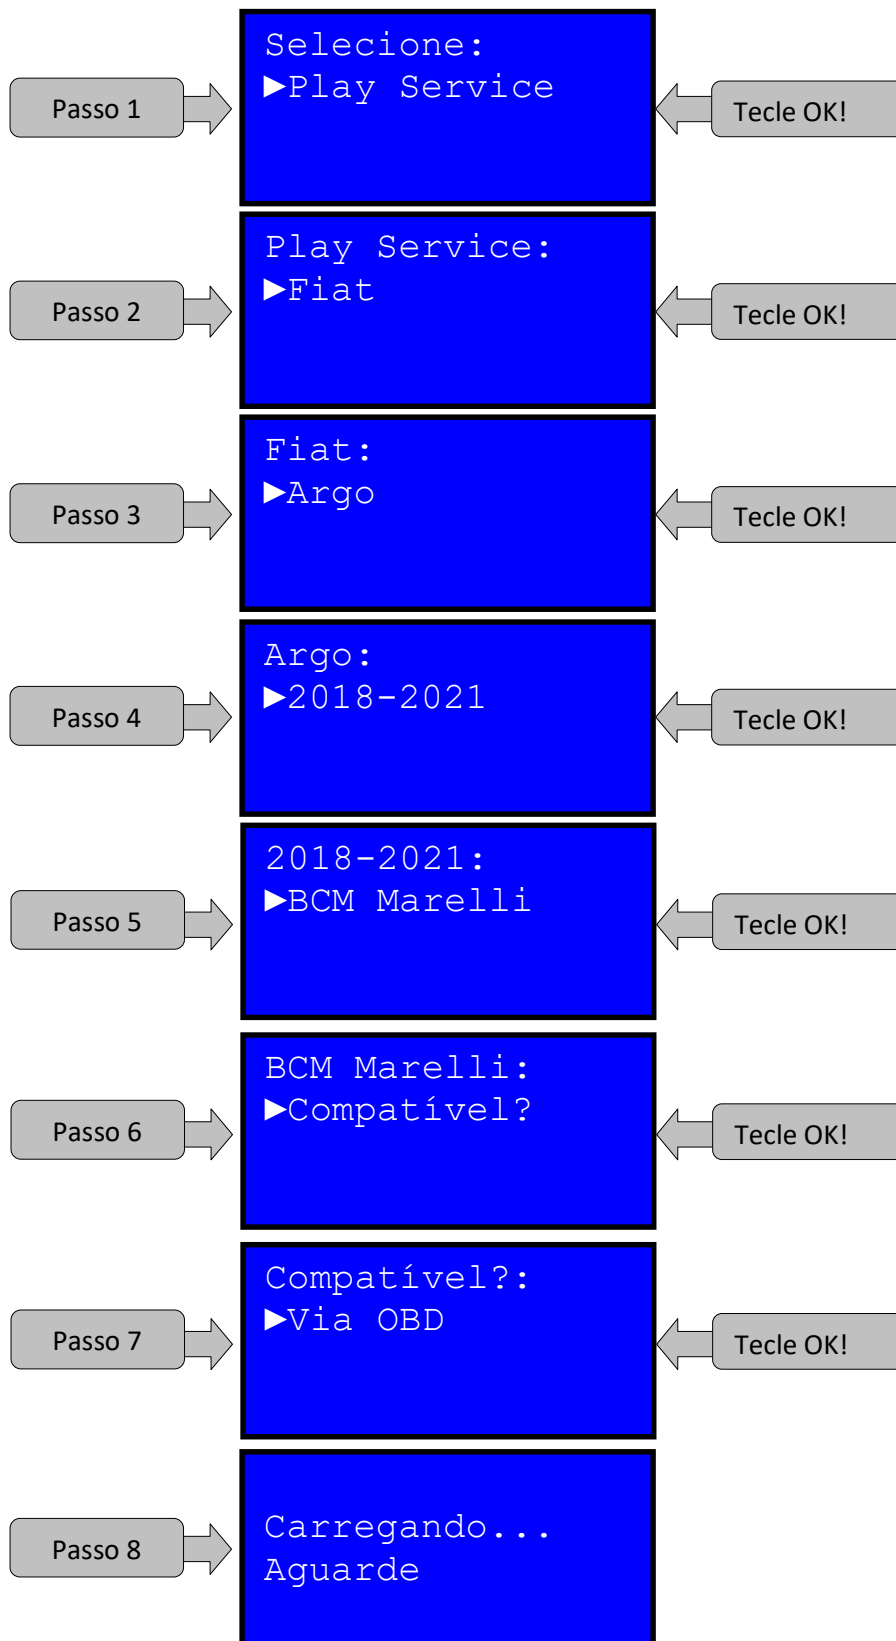 Passo 1
Selecione:
►Play Service
Tecle OK!
Passo 2
Play Service:
►Fiat
Tecle OK!
Passo 3
Fiat:
►Argo
Tecle OK!
Passo 4
Argo:
►2018-2021
Tecle OK!
Passo 5
2018-2021:
►BCM Marelli
Tecle OK!
Passo 6
BCM Marelli:
►Compatível?
Tecle OK!
Passo 7
Compatível?:
►Via OBD
Tecle OK!
Passo 8
Carregando...
Aguarde